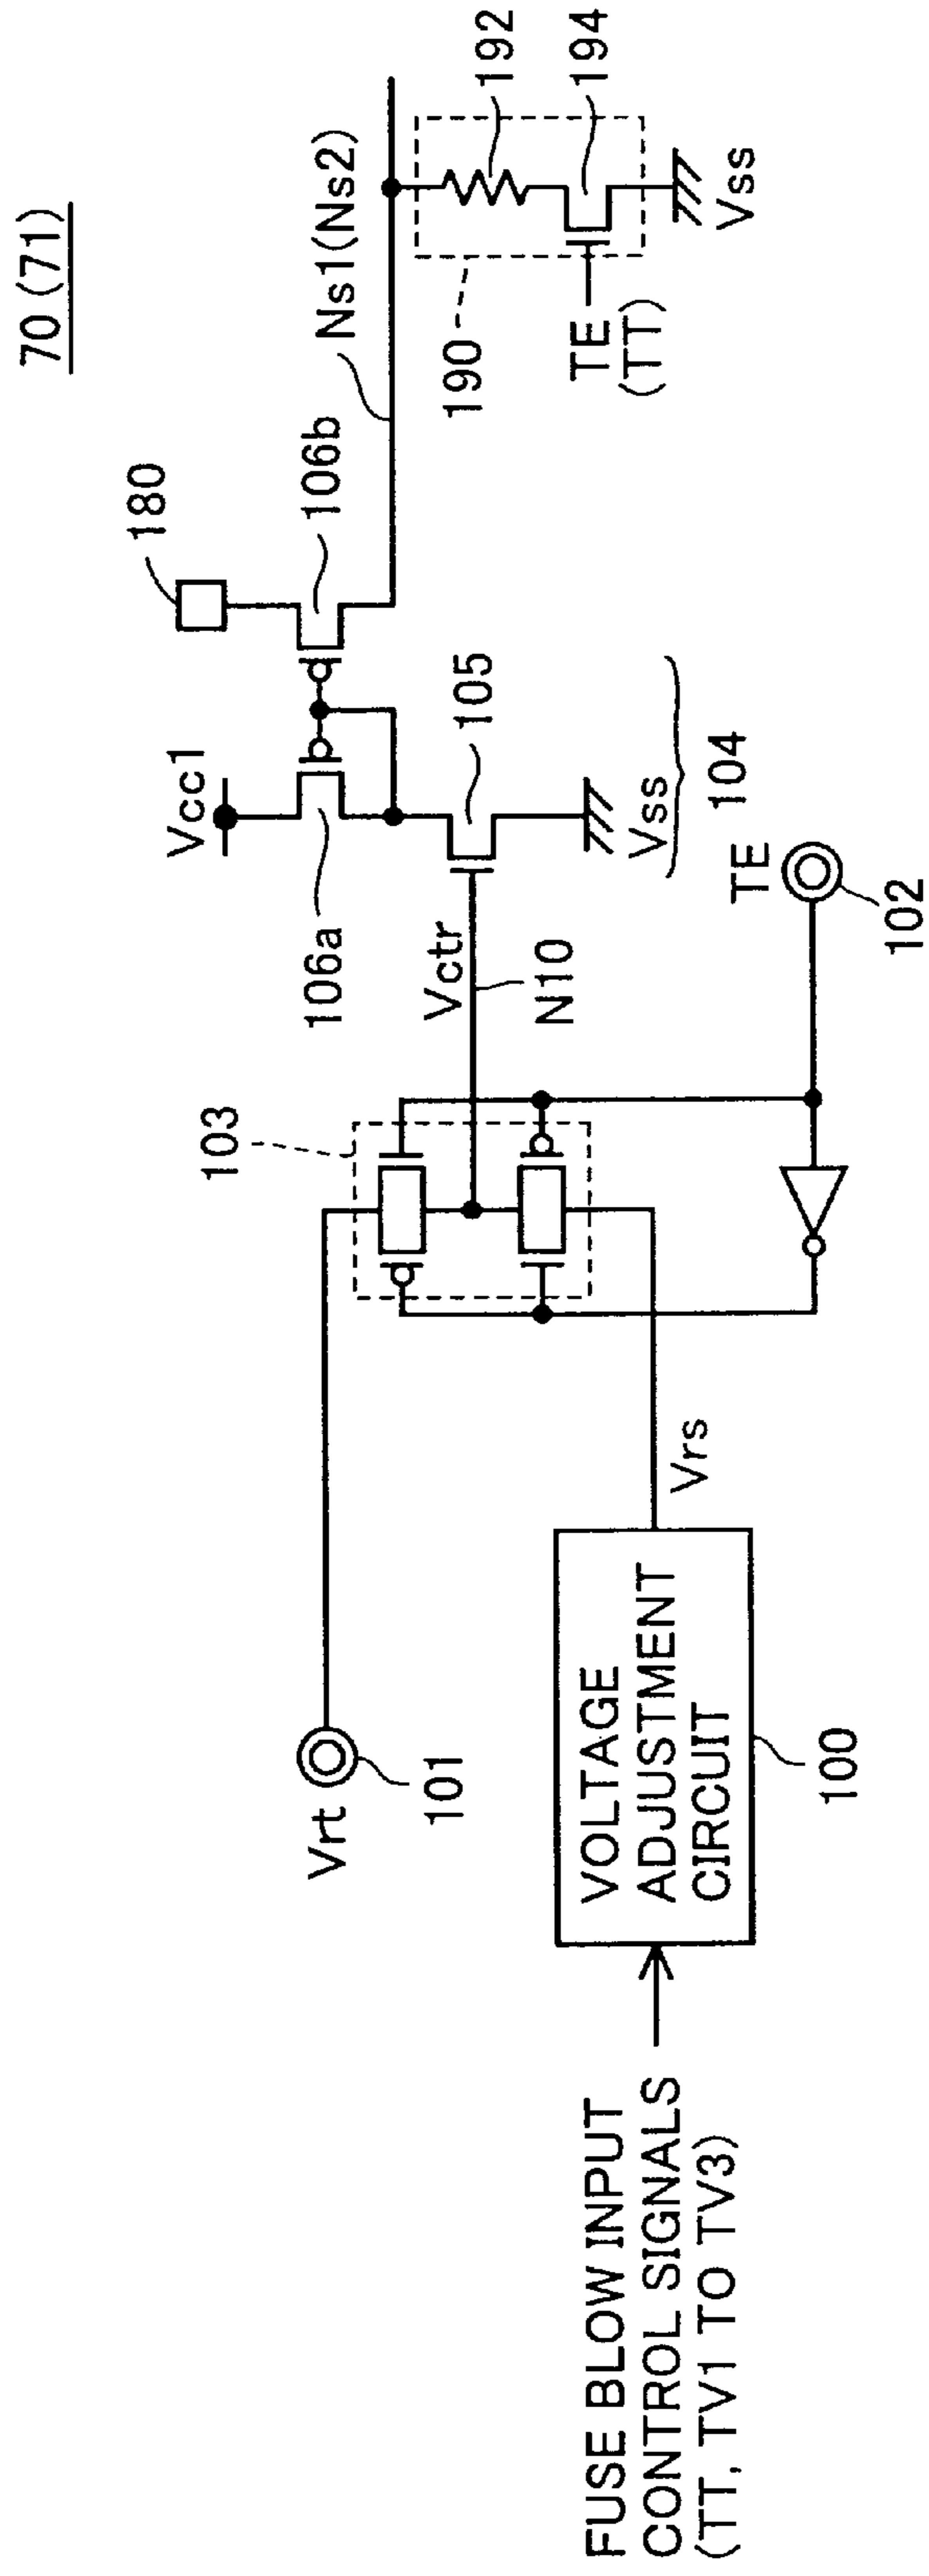 70 (71)
180
Vcc1
106a
106b
Ns1(Ns2)
192
194
190
TE
(TT)
Vss
103
Vctr
N10
105
Vss
104
TE
102
Vrt
101
Vrs
VOLTAGE
ADJUSTMENT
CIRCUIT
100
FUSE BLOW INPUT
CONTROL SIGNALS
(TT, TV1 TO TV3)